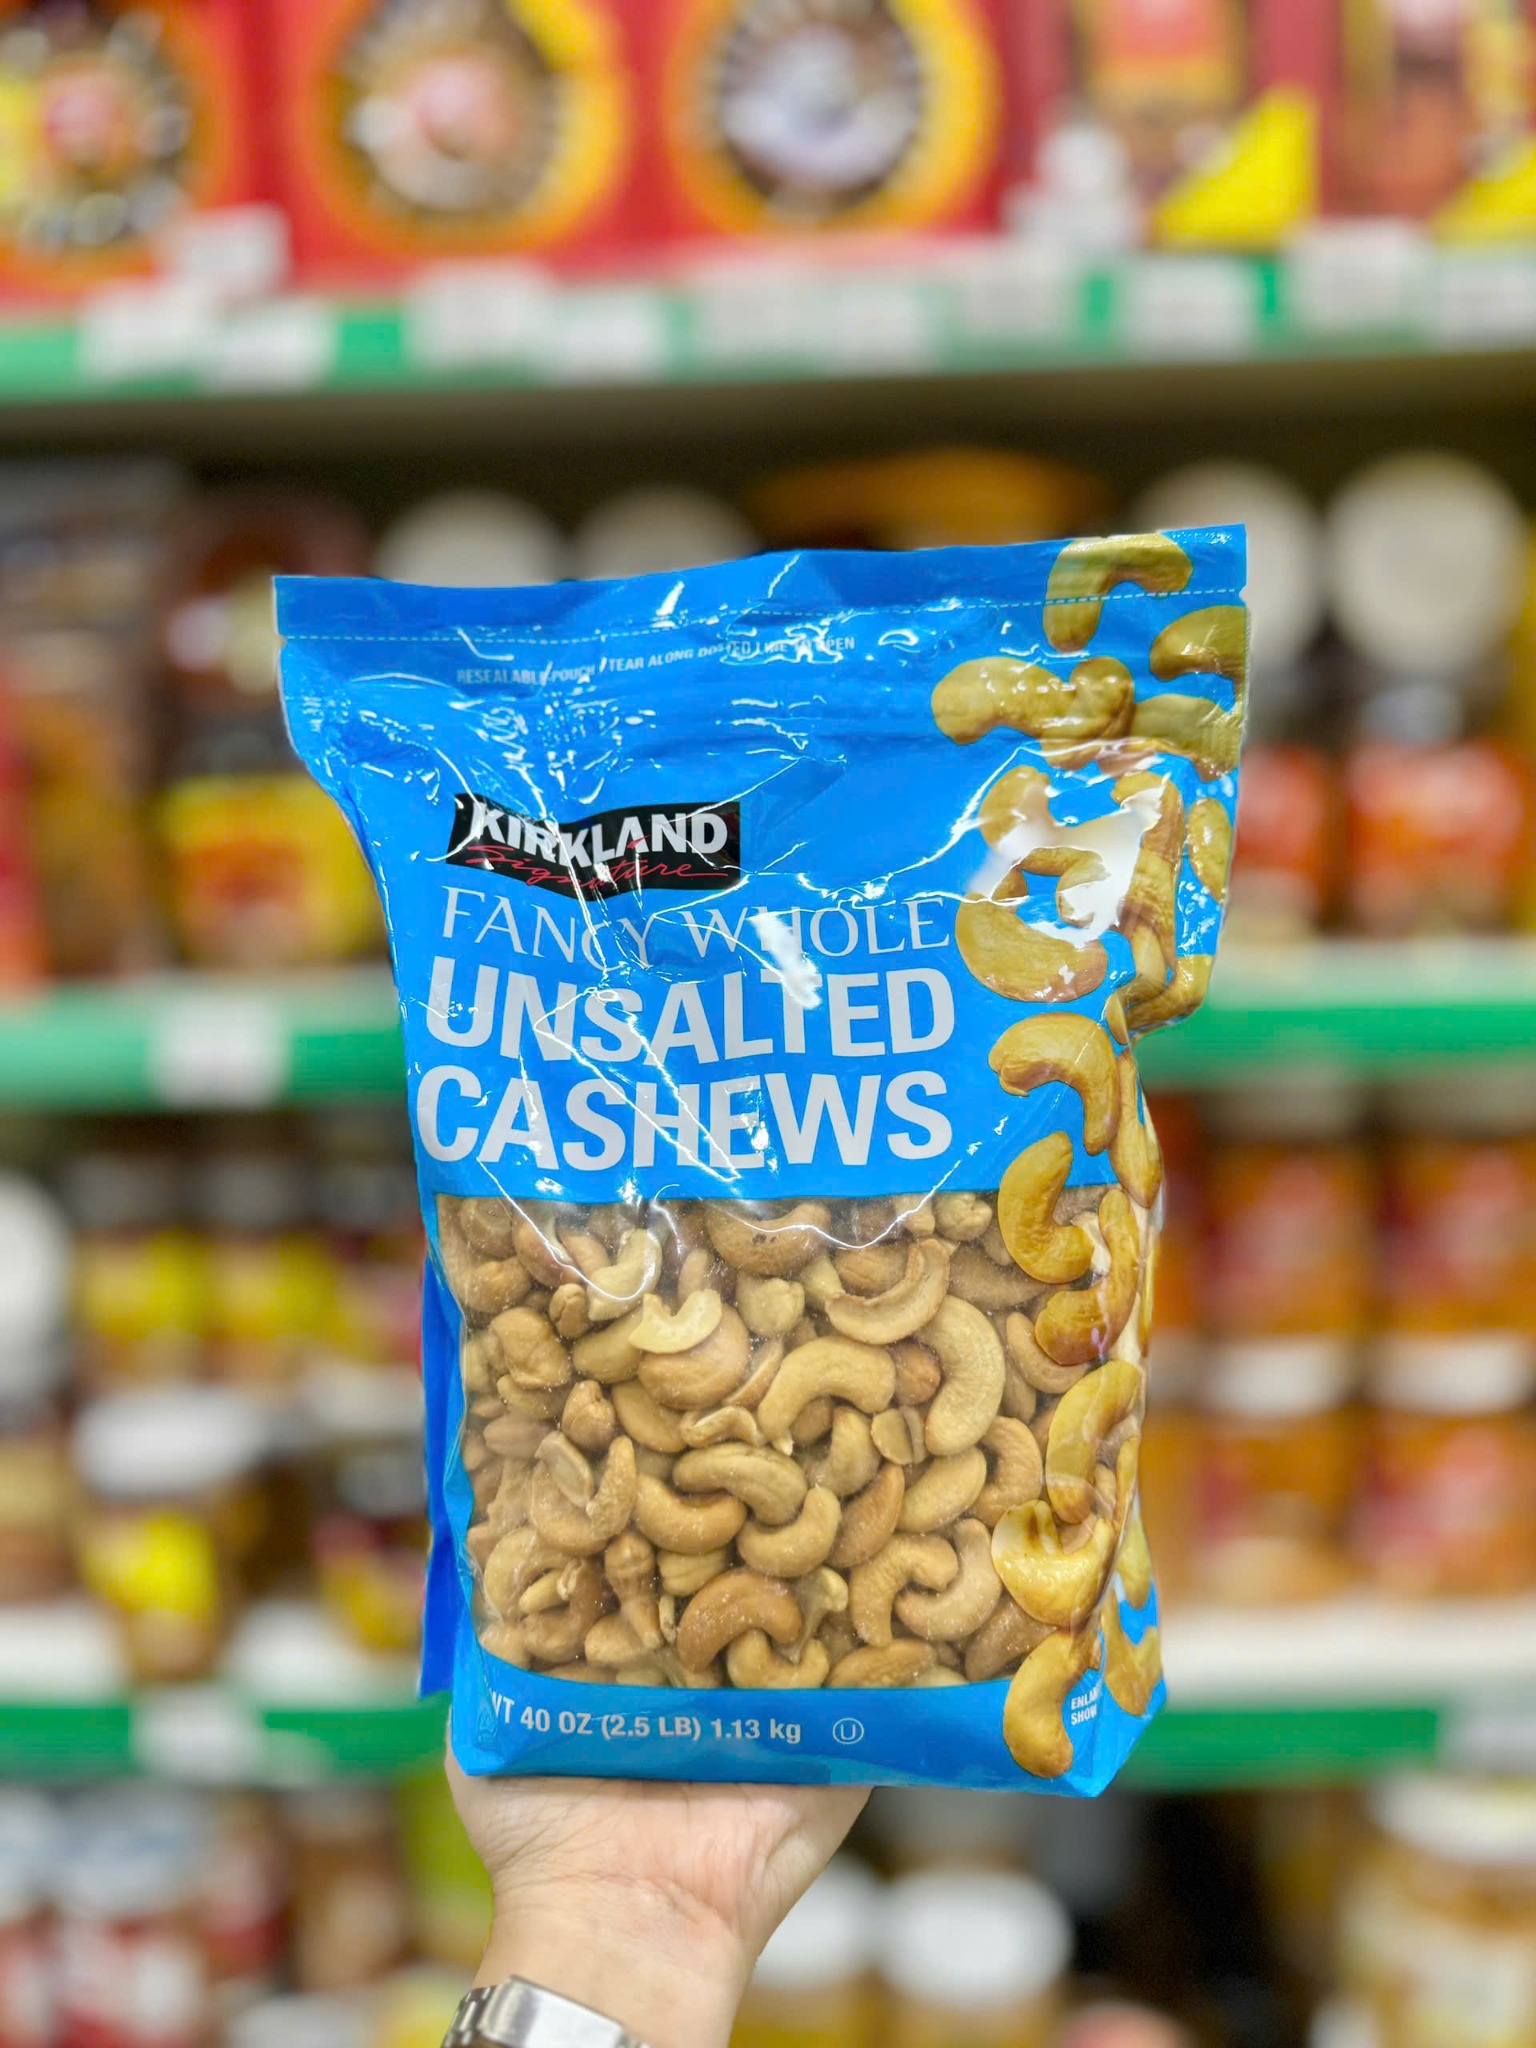 RESEALABLE POUCH / TEAR ALONG DOTTED LINE TO OPEN
KIRKLAND
Signature
FANCY WHOLE
UNSALTED
CASHEWS
WT 40 OZ (2.5 LB) 1.13 kg U
SHOW